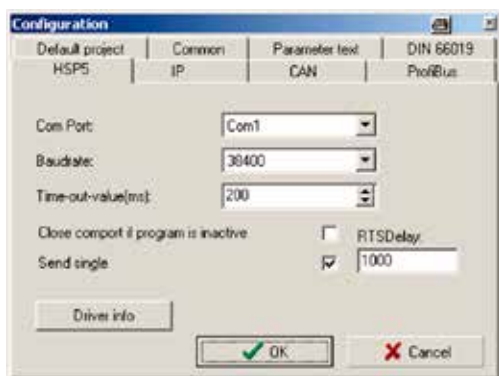 Configuration
Default project Common Parameter text DIN 66019
HSP5 IP CAN ProfiBus
Com Port: Com1
Baudrate: 38400
Time-out-value(ms): 200
Close comport if program is inactive RTSDelay:
Send single 1000
Driver info
OK Cancel